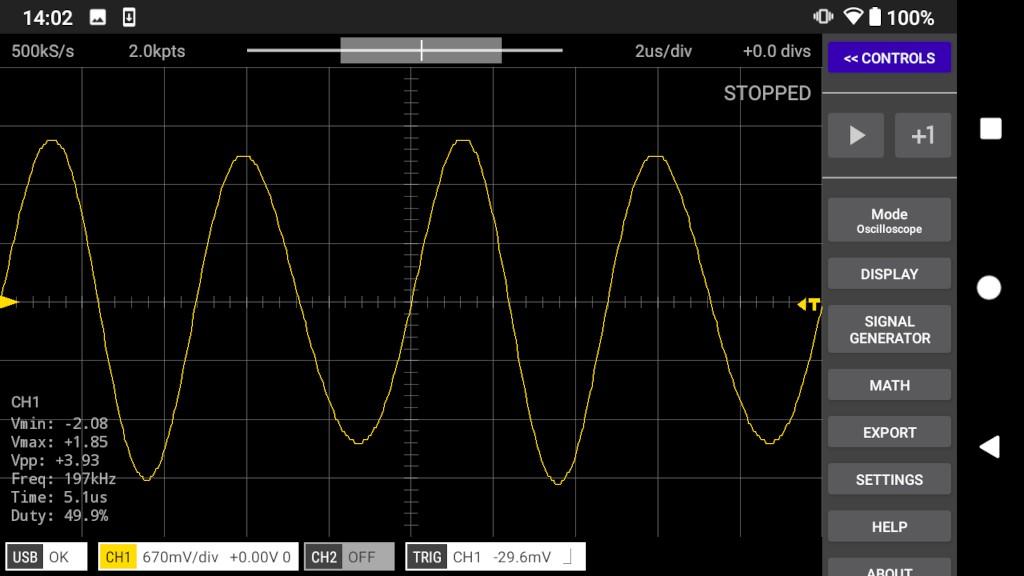 14:02
100%
500kS/s 2.0kpts 2us/div +0.0 divs
<< CONTROLS
STOPPED
+1
Mode
Oscilloscope
DISPLAY
T
SIGNAL
GENERATOR
MATH
CH1
Vmin: -2.08
Vmax: +1.85
Vpp: +3.93
Freq: 197kHz
Time: 5.1us
Duty: 49.9%
EXPORT
SETTINGS
HELP
ABOUT
USB OK CH1 670mV/div +0.00V 0 CH2 OFF TRIG CH1 -29.6mV